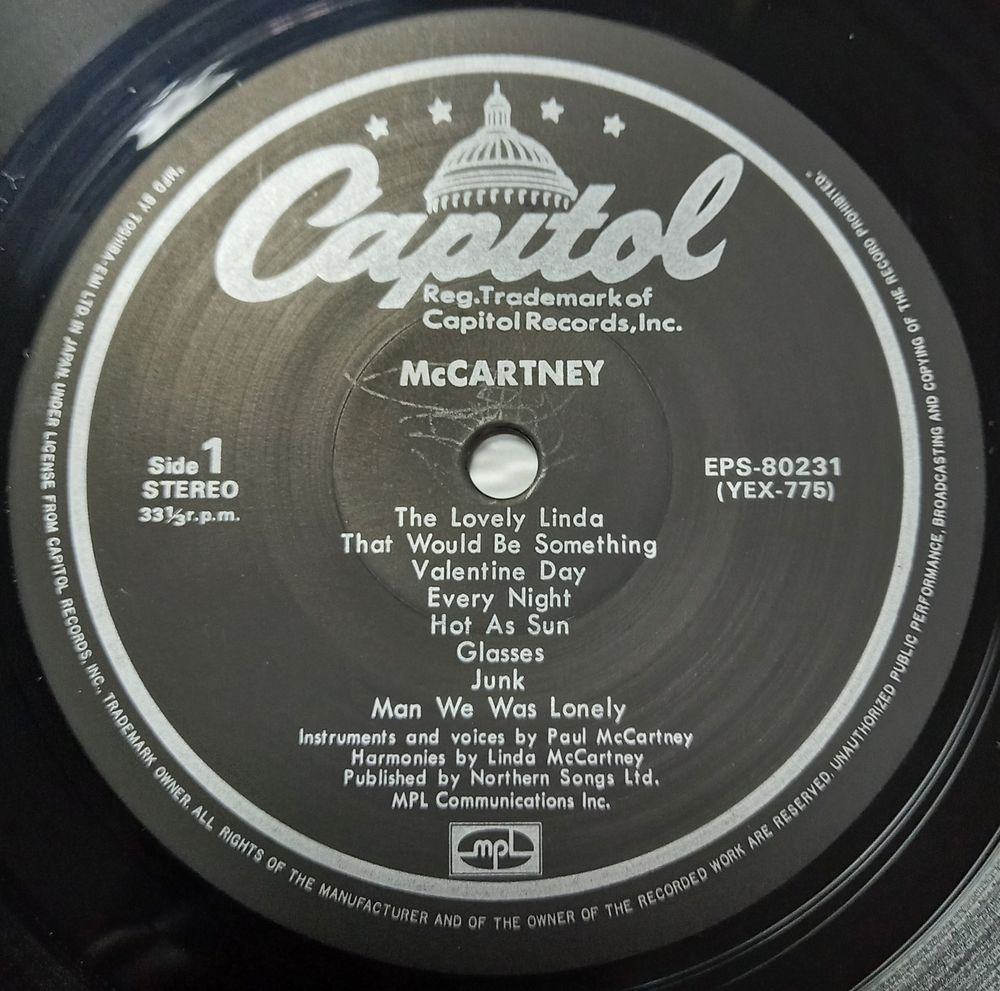 Capitol
Reg.Trademark of
Capitol Records,Inc.
McCARTNEY
Side 1
STEREO
33⅓r.p.m.
EPS-80231
(YEX-775)
The Lovely Linda
That Would Be Something
Valentine Day
Every Night
Hot As Sun
Glasses
Junk
Man We Was Lonely
Instruments and voices by Paul McCartney
Harmonies by Linda McCartney
Published by Northern Songs Ltd.
MPL Communications Inc.
mpl
"MFD BY TOSHIBA-EMI LTD. IN JAPAN. UNDER LICENSE FROM CAPITOL RECORDS, INC., TRADEMARK OWNER. ALL RIGHTS OF THE MANUFACTURER AND OF THE OWNER OF THE RECORDED WORK ARE RESERVED. UNAUTHORIZED PUBLIC PERFORMANCE, BROADCASTING AND COPYING OF THE RECORD PROHIBITED."